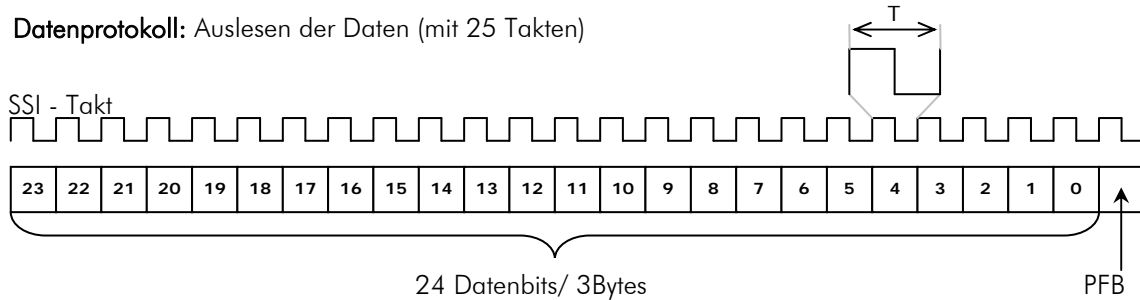 Datenprotokoll: Auslesen der Daten (mit 25 Takten)
T
SSI - Takt
23 22 21 20 19 18 17 16 15 14 13 12 11 10 9 8 7 6 5 4 3 2 1 0
24 Datenbits/ 3Bytes
PFB